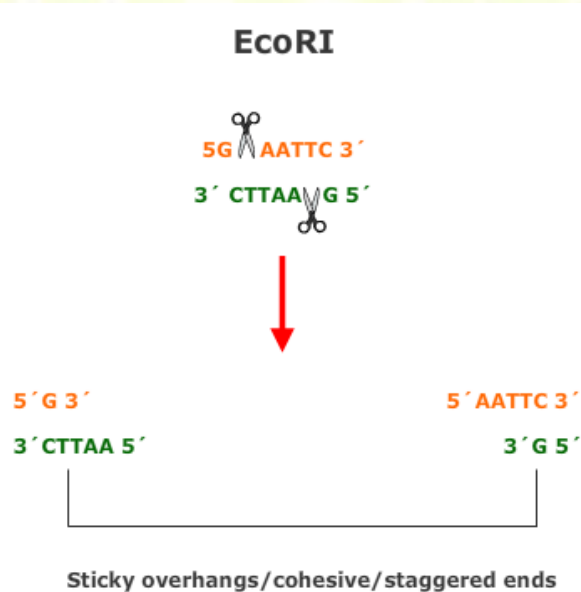 EcoRI
5G AATTC 3´
3´ CTTAA G 5´
5´G 3´ 5´AATTC 3´
3´CTTAA 5´ 3´G 5´
Sticky overhangs/cohesive/staggered ends